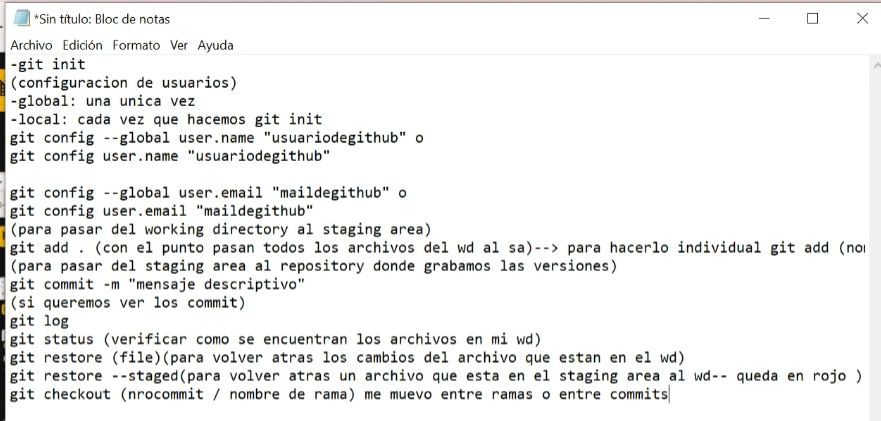 *Sin título: Bloc de notas
Archivo Edición Formato Ver Ayuda
-git init
(configuracion de usuarios)
-global: una unica vez
-local: cada vez que hacemos git init
git config --global user.name "usuariodegithub" o
git config user.name "usuariodegithub"
git config --global user.email "maildegithub" o
git config user.email "maildegithub"
(para pasar del working directory al staging area)
git add . (con el punto pasan todos los archivos del wd al sa)--> para hacerlo individual git add
(para pasar del staging area al repository donde grabamos las versiones)
git commit -m "mensaje descriptivo"
(si queremos ver los commit)
git log
git status (verificar como se encuentran los archivos en mi wd)
git restore (file)(para volver atras los cambios del archivo que estan en el wd)
git restore --staged(para volver atras un archivo que esta en el staging area al wd-- queda en rojo )
git checkout (nrocommit / nombre de rama) me muevo entre ramas o entre commits